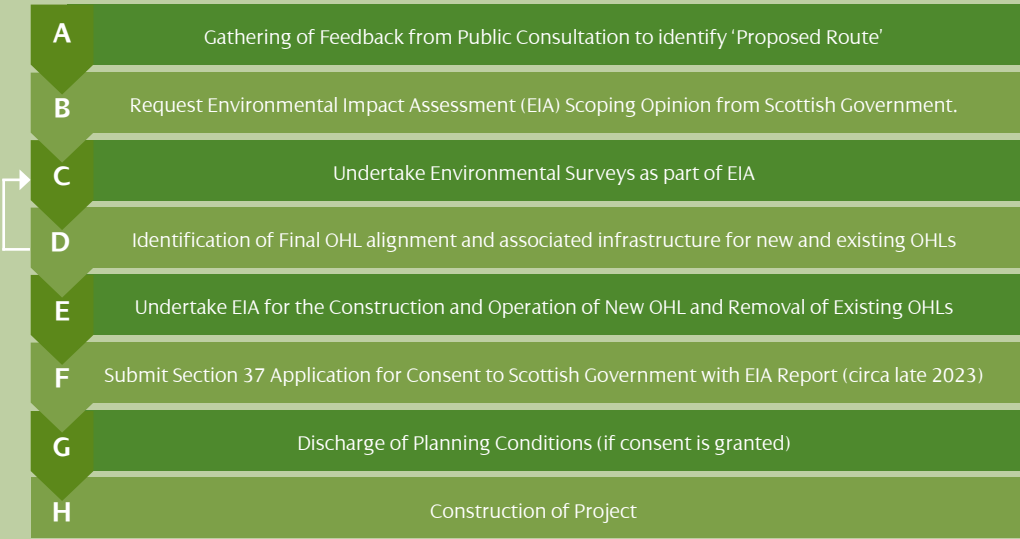 A
Gathering of Feedback from Public Consultation to identify ‘Proposed Route’
B
Request Environmental Impact Assessment (EIA) Scoping Opinion from Scottish Government.
C
Undertake Environmental Surveys as part of EIA
D
Identification of Final OHL alignment and associated infrastructure for new and existing OHLs
E
Undertake EIA for the Construction and Operation of New OHL and Removal of Existing OHLs
F
Submit Section 37 Application for Consent to Scottish Government with EIA Report (circa late 2023)
G
Discharge of Planning Conditions (if consent is granted)
H
Construction of Project